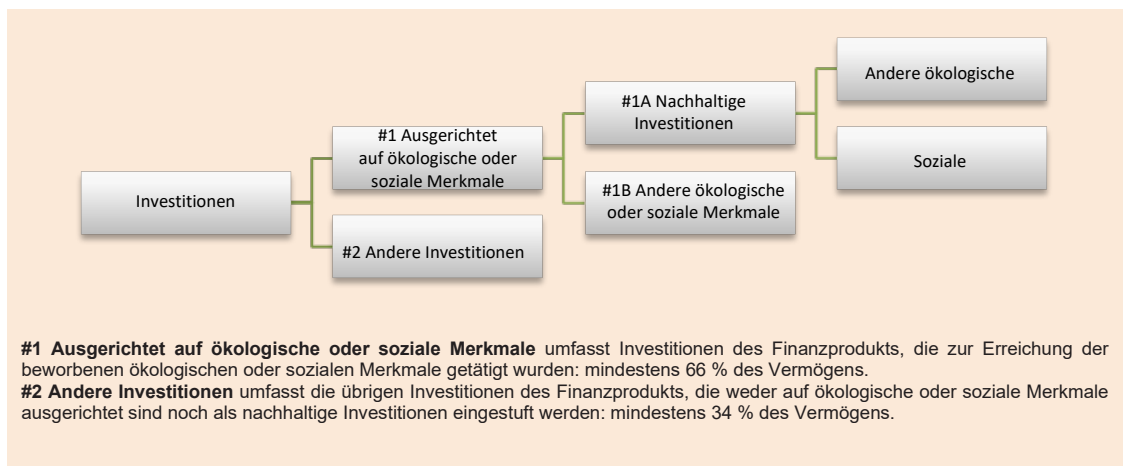 Andere ökologische
#1A Nachhaltige
Investitionen
#1 Ausgerichtet
auf ökologische oder
soziale Merkmale
Soziale
Investitionen
#1B Andere ökologische
oder soziale Merkmale
#2 Andere Investitionen
#1 Ausgerichtet auf ökologische oder soziale Merkmale umfasst Investitionen des Finanzprodukts, die zur Erreichung der
beworbenen ökologischen oder sozialen Merkmale getätigt wurden: mindestens 66 % des Vermögens.
#2 Andere Investitionen umfasst die übrigen Investitionen des Finanzprodukts, die weder auf ökologische oder soziale Merkmale
ausgerichtet sind noch als nachhaltige Investitionen eingestuft werden: mindestens 34 % des Vermögens.